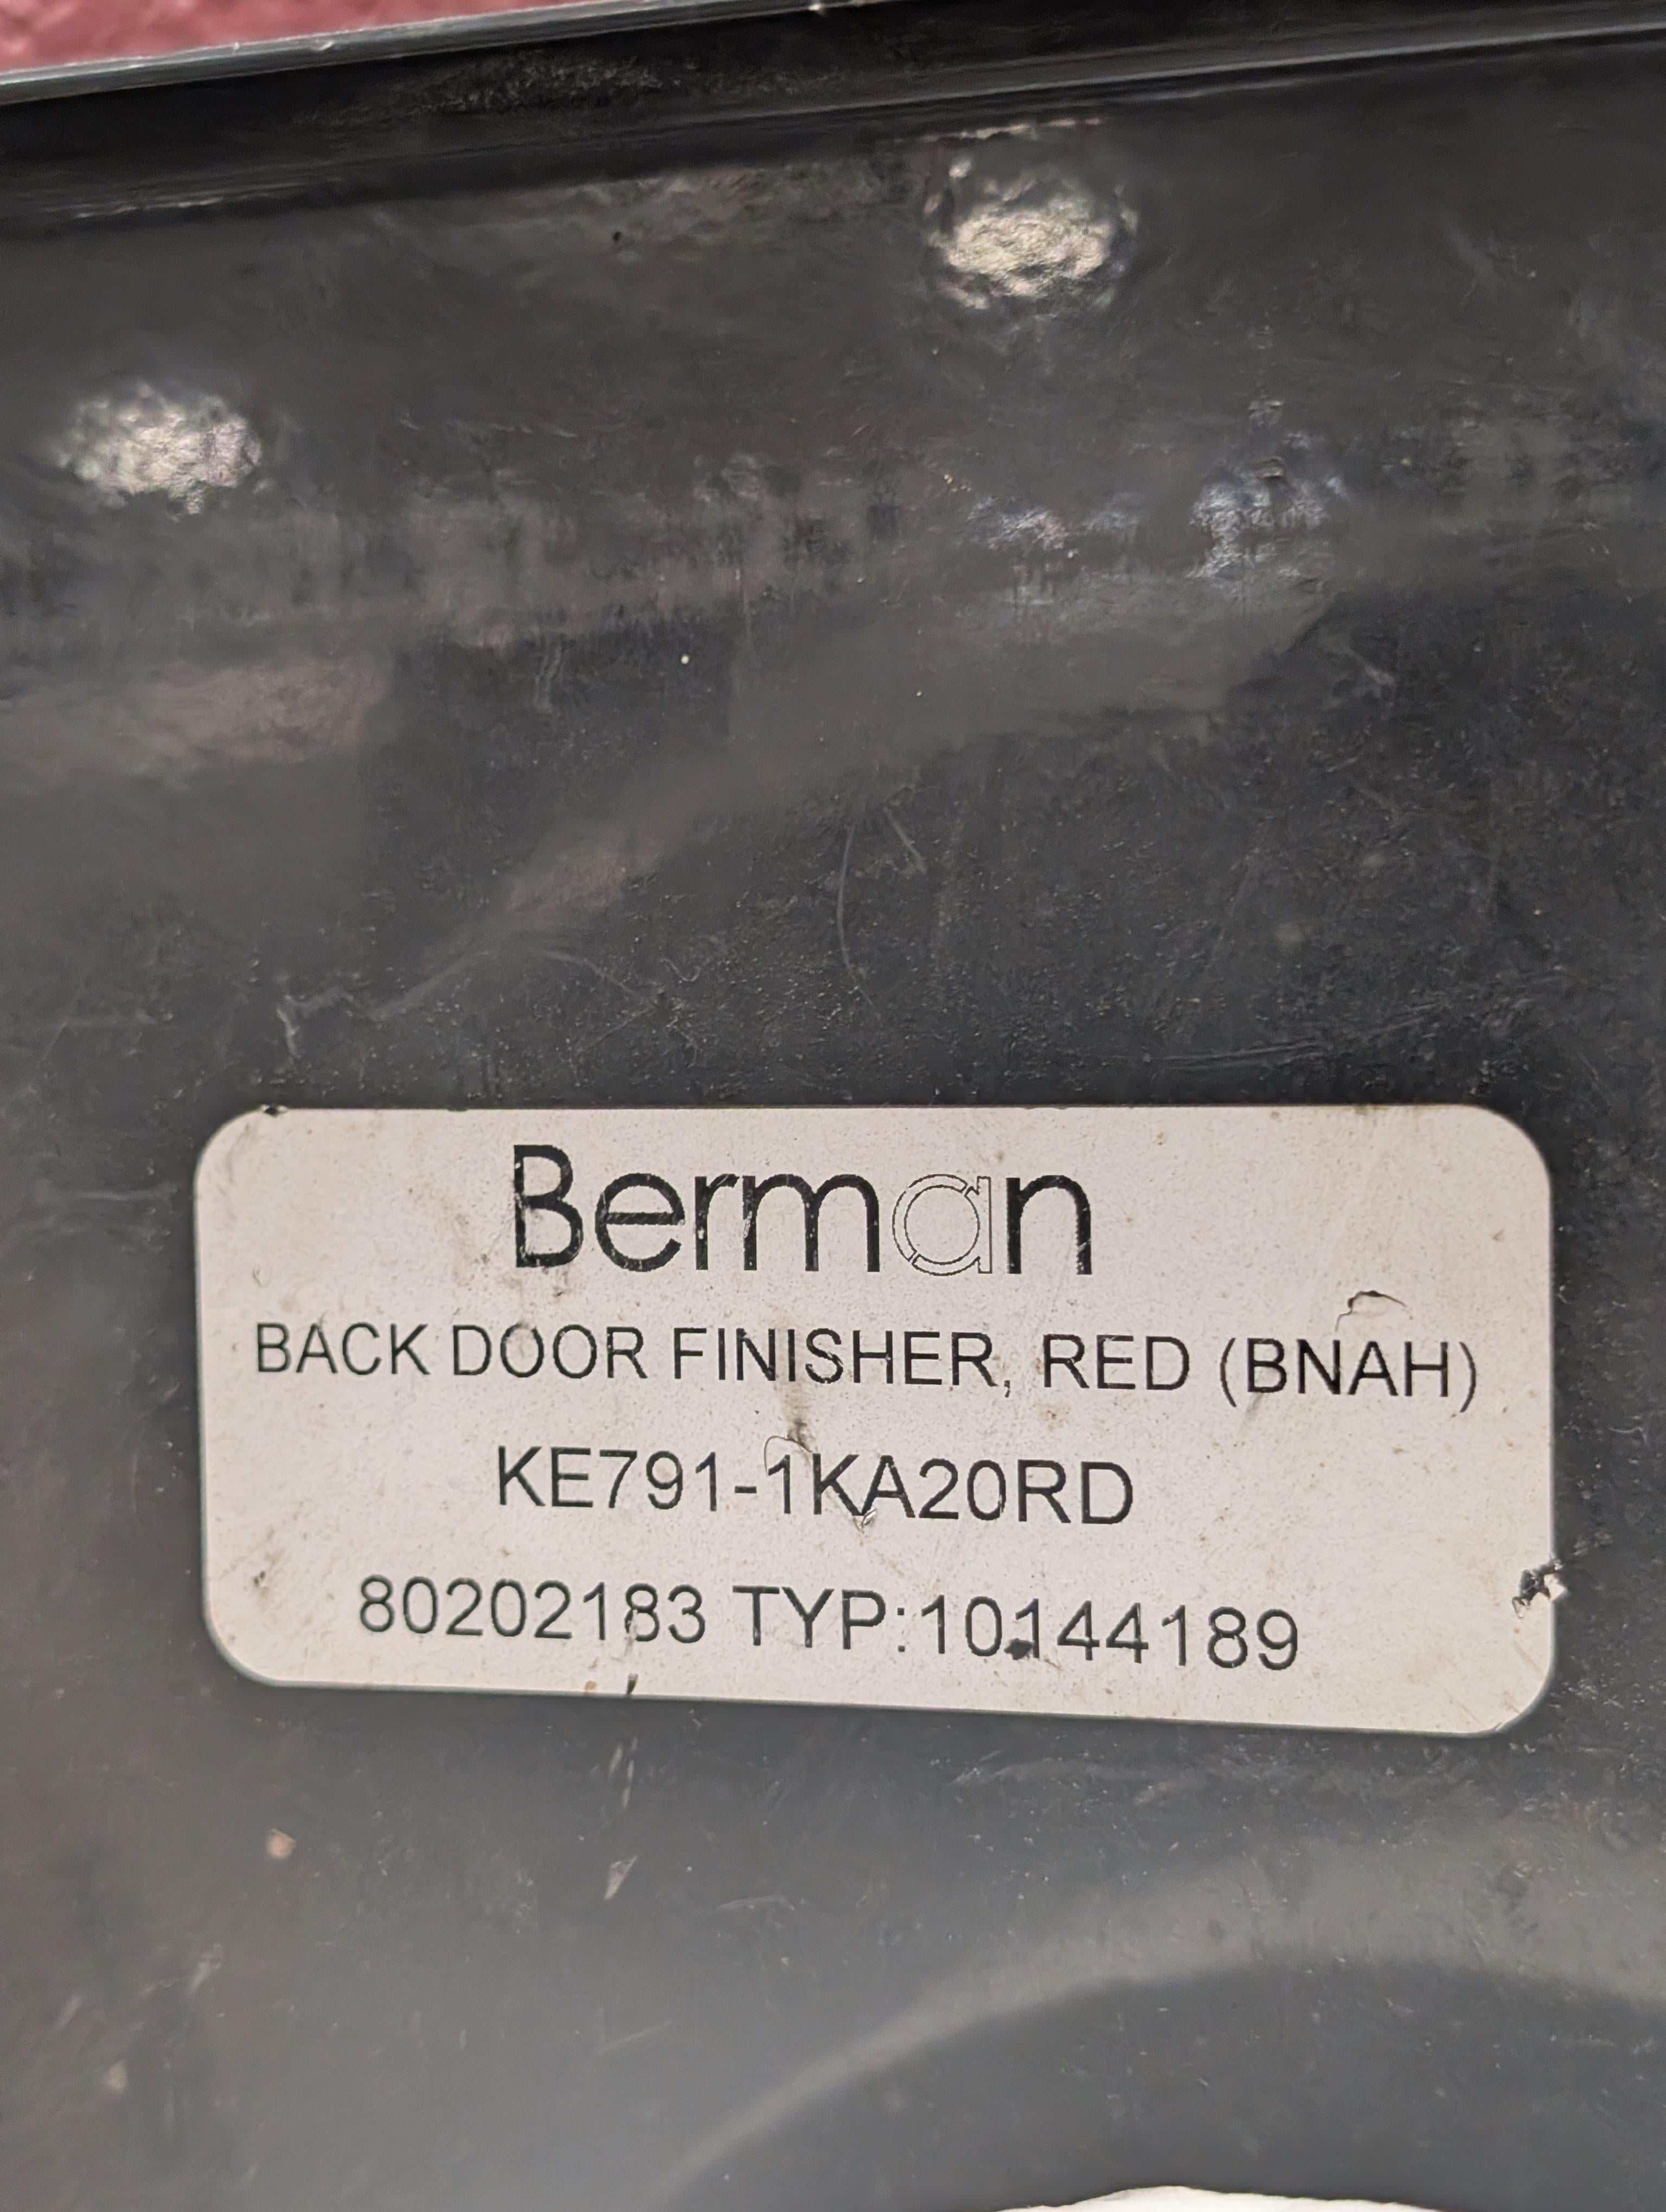 Berman
BACK DOOR FINISHER, RED (BNAH)
KE791-1KA20RD
80202183 TYP:10144189